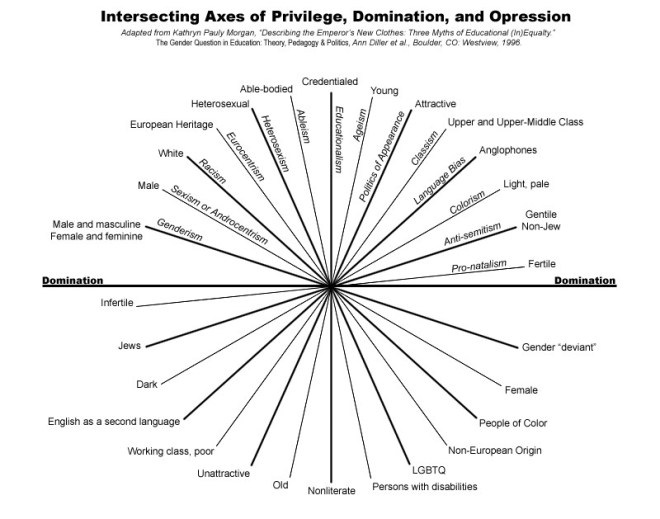 Intersecting Axes of Privilege, Domination, and Opression
Adapted from Kathryn Pauly Morgan, "Describing the Emperor's New Clothes: Three Myths of Educational (In)Equalty."
The Gender Question in Education: Theory, Pedagogy & Politics, Ann Diller et al., Boulder, CO: Westview, 1996.
Credentialed
Able-bodied
Young
Heterosexual
Attractive
European Heritage
Upper and Upper-Middle Class
White
Anglophones
Male
Light, pale
Male and masculine
Female and feminine
Gentile
Non-Jew
Fertile
Genderism
Sexism or Androcentrism
Racism
Eurocentrism
Heterosexism
Ableism
Educationalism
Ageism
Politics of Appearance
Classism
Language Bias
Colorism
Anti-semitism
Pro-natalism
Domination
Domination
Infertile
Jews
Gender "deviant"
Dark
Female
English as a second language
People of Color
Working class, poor
Non-European Origin
Unattractive
LGBTQ
Old
Nonliterate
Persons with disabilities